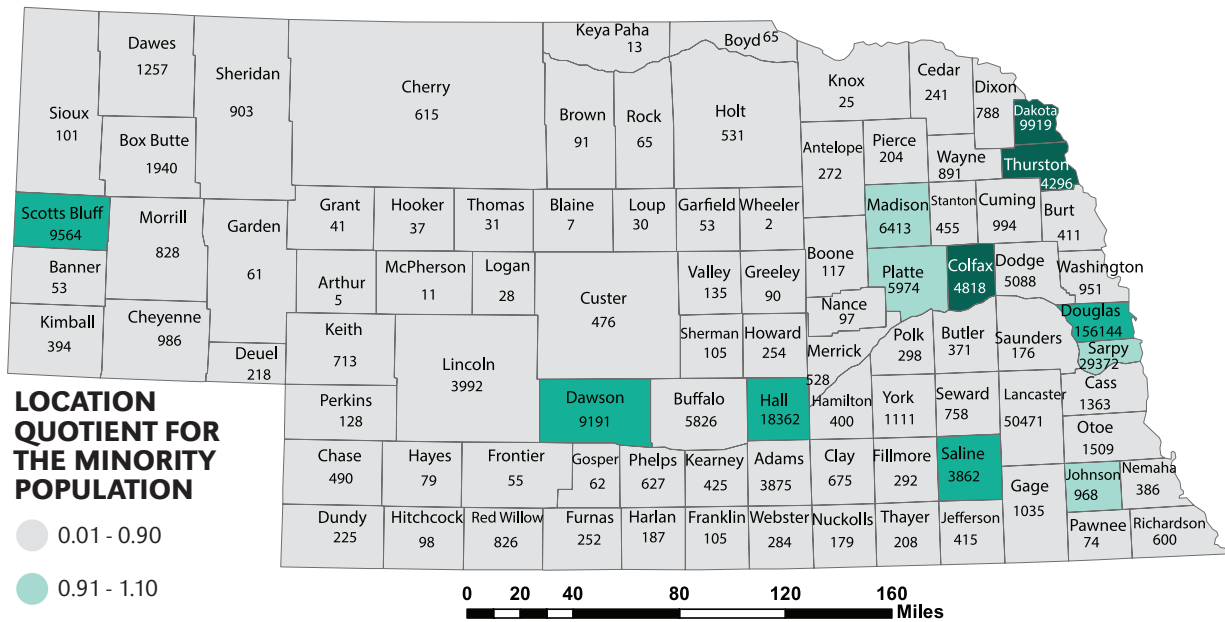 Keya Paha
13
Boyd 65
Dawes
1257
Sheridan
903
Cherry
615
Sioux
101
Box Butte
1940
Brown
91
Rock
65
Holt
531
Knox
25
Cedar
241
Dixon
788
Dakota
9919
Antelope
272
Pierce
204
Wayne
891
Thurston
4296
Scotts Bluff
9564
Morrill
828
Garden
61
Grant
41
Hooker
37
Thomas
31
Blaine
7
Loup
30
Garfield
53
Wheeler
2
Madison
6413
Stanton
455
Cuming
994
Burt
411
Banner
53
Boone
117
Platte
5974
Colfax
4818
Dodge
5088
Washington
951
Arthur
5
McPherson
11
Logan
28
Custer
476
Valley
135
Greeley
90
Nance
97
Kimball
394
Cheyenne
986
Deuel
218
Keith
713
Lincoln
3992
Sherman
105
Howard
254
Merrick
528
Polk
298
Butler
371
Saunders
176
Douglas
156144
Sarpy
29372
Perkins
128
Dawson
9191
Buffalo
5826
Hall
18362
Hamilton
400
York
1111
Seward
758
Lancaster
50471
Cass
1363
Otoe
1509
Chase
490
Hayes
79
Frontier
55
Gosper
62
Phelps
627
Kearney
425
Adams
3875
Clay
675
Fillmore
292
Saline
3862
Gage
1035
Johnson
968
Nemaha
386
Dundy
225
Hitchcock
98
Red Willow
826
Furnas
252
Harlan
187
Franklin
105
Webster
284
Nuckolls
179
Thayer
208
Jefferson
415
Pawnee
74
Richardson
600
LOCATION
QUOTIENT FOR
THE MINORITY
POPULATION
0.01 - 0.90
0.91 - 1.10
0 20 40 80 120 160
Miles